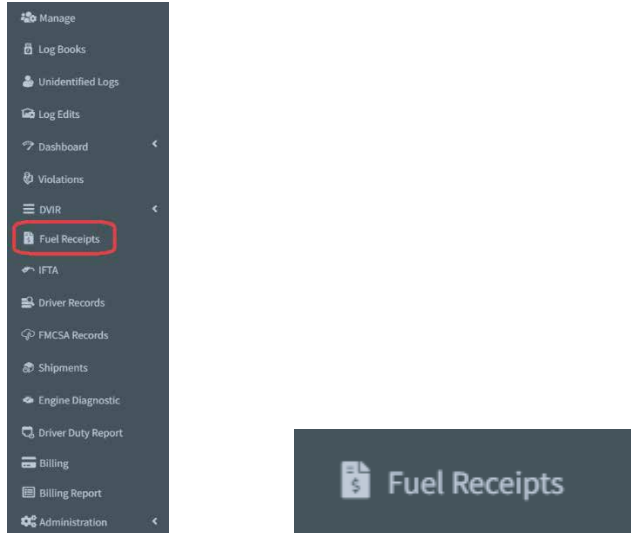 Manage
Log Books
Unidentified Logs
Log Edits
Dashboard
Violations
DVIR
Fuel Receipts
IFTA
Driver Records
FMCSA Records
Shipments
Engine Diagnostic
Driver Duty Report
Billing
Billing Report
Administration
Fuel Receipts